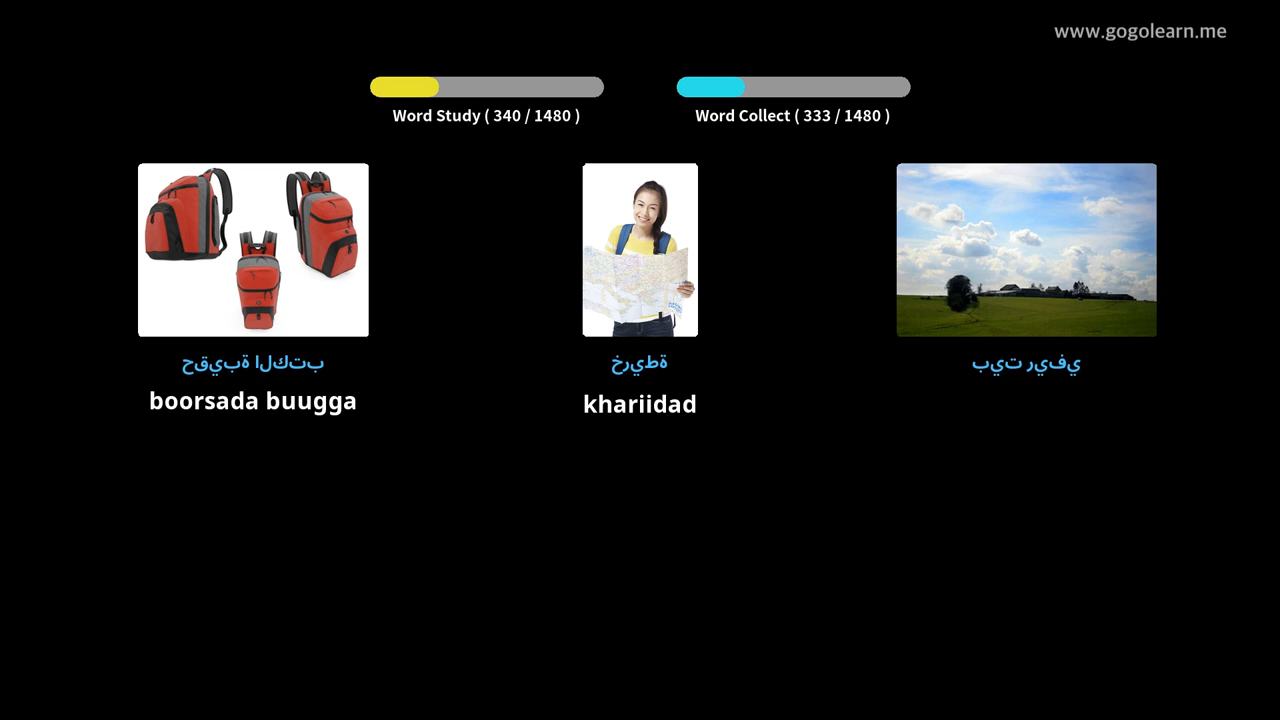 www.gogolearn.me
Word Study ( 340 / 1480 )
Word Collect ( 333 / 1480 )
حقيبة الكتب
خريطة
بيت ريفي
boorsada buugga
khariidad